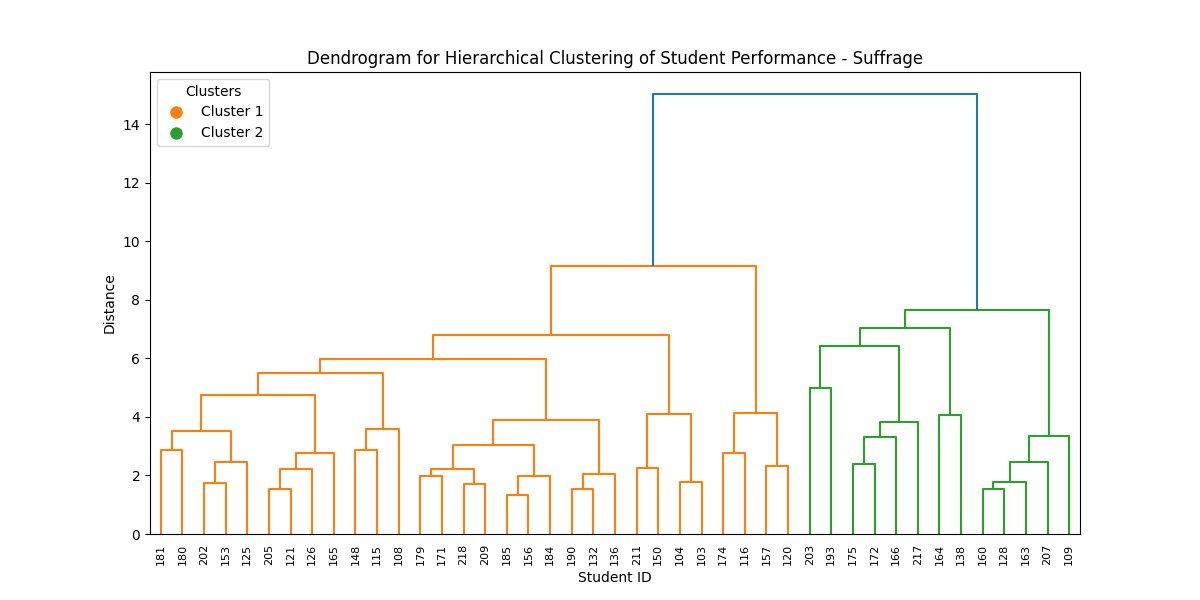 Dendrogram for Hierarchical Clustering of Student Performance - Suffrage
Clusters
Cluster 1
Cluster 2
14
12
10
8
6
4
2
0
Distance
181 180 202 153 125 205 121 126 165 148 115 108 179 171 218 209 185 156 184 190 132 136 211 150 104 103 174 116 157 120 203 193 175 172 166 217 164 138 160 128 163 207 109
Student ID